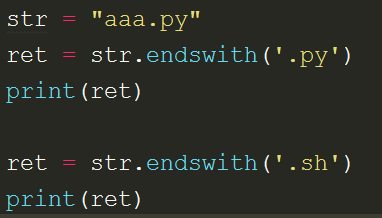 str = "aaa.py"
ret = str.endswith('.py')
print(ret)
ret = str.endswith('.sh')
print(ret)